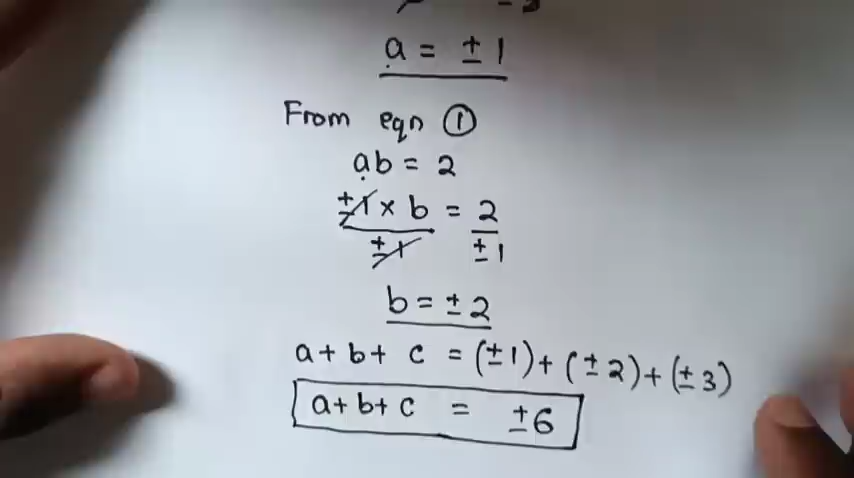 a = ± 1
From eqn ①
ab = 2
±1 × b = 2
±1 ±1
b = ± 2
a + b + c = (±1) + (±2) + (±3)
a + b + c = ±6